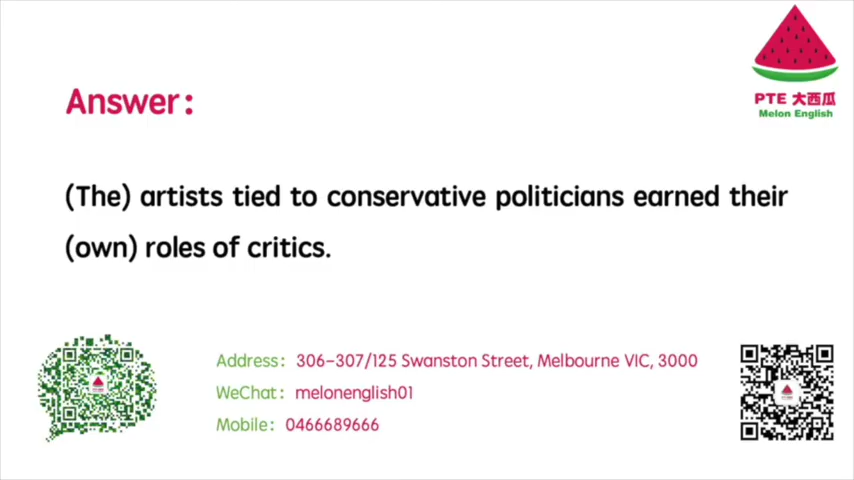 PTE 大西瓜
Melon English
Answer:
(The) artists tied to conservative politicians earned their
(own) roles of critics.
Address: 306-307/125 Swanston Street, Melbourne VIC, 3000
WeChat: melonenglish01
Mobile: 0466689666